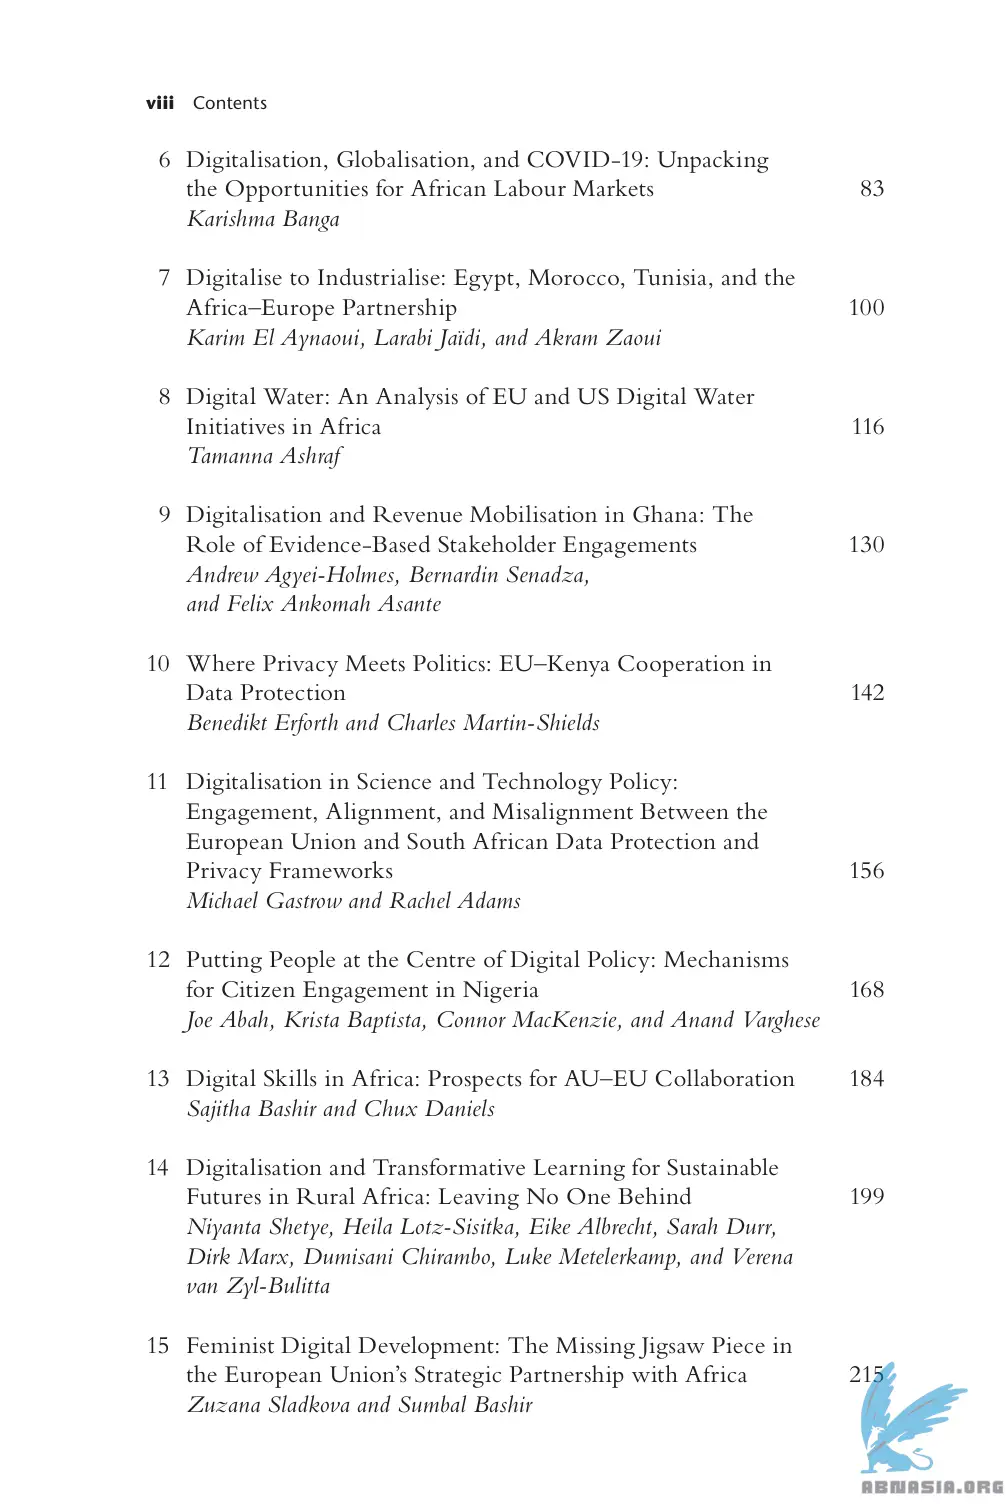 viii Contents
6 Digitalisation, Globalisation, and COVID-19: Unpacking
the Opportunities for African Labour Markets 83
Karishma Banga
7 Digitalise to Industrialise: Egypt, Morocco, Tunisia, and the
Africa–Europe Partnership 100
Karim El Aynaoui, Larabi Jaïdi, and Akram Zaoui
8 Digital Water: An Analysis of EU and US Digital Water
Initiatives in Africa 116
Tamanna Ashraf
9 Digitalisation and Revenue Mobilisation in Ghana: The
Role of Evidence-Based Stakeholder Engagements 130
Andrew Agyei-Holmes, Bernardin Senadza,
and Felix Ankomah Asante
10 Where Privacy Meets Politics: EU–Kenya Cooperation in
Data Protection 142
Benedikt Erforth and Charles Martin-Shields
11 Digitalisation in Science and Technology Policy:
Engagement, Alignment, and Misalignment Between the
European Union and South African Data Protection and
Privacy Frameworks 156
Michael Gastrow and Rachel Adams
12 Putting People at the Centre of Digital Policy: Mechanisms
for Citizen Engagement in Nigeria 168
Joe Abah, Krista Baptista, Connor MacKenzie, and Anand Varghese
13 Digital Skills in Africa: Prospects for AU–EU Collaboration 184
Sajitha Bashir and Chux Daniels
14 Digitalisation and Transformative Learning for Sustainable
Futures in Rural Africa: Leaving No One Behind 199
Niyanta Shetye, Heila Lotz-Sisitka, Eike Albrecht, Sarah Durr,
Dirk Marx, Dumisani Chirambo, Luke Metelerkamp, and Verena
van Zyl-Bulitta
15 Feminist Digital Development: The Missing Jigsaw Piece in
the European Union’s Strategic Partnership with Africa 215
Zuzana Sladkova and Sumbal Bashir
ABNASIA.ORG